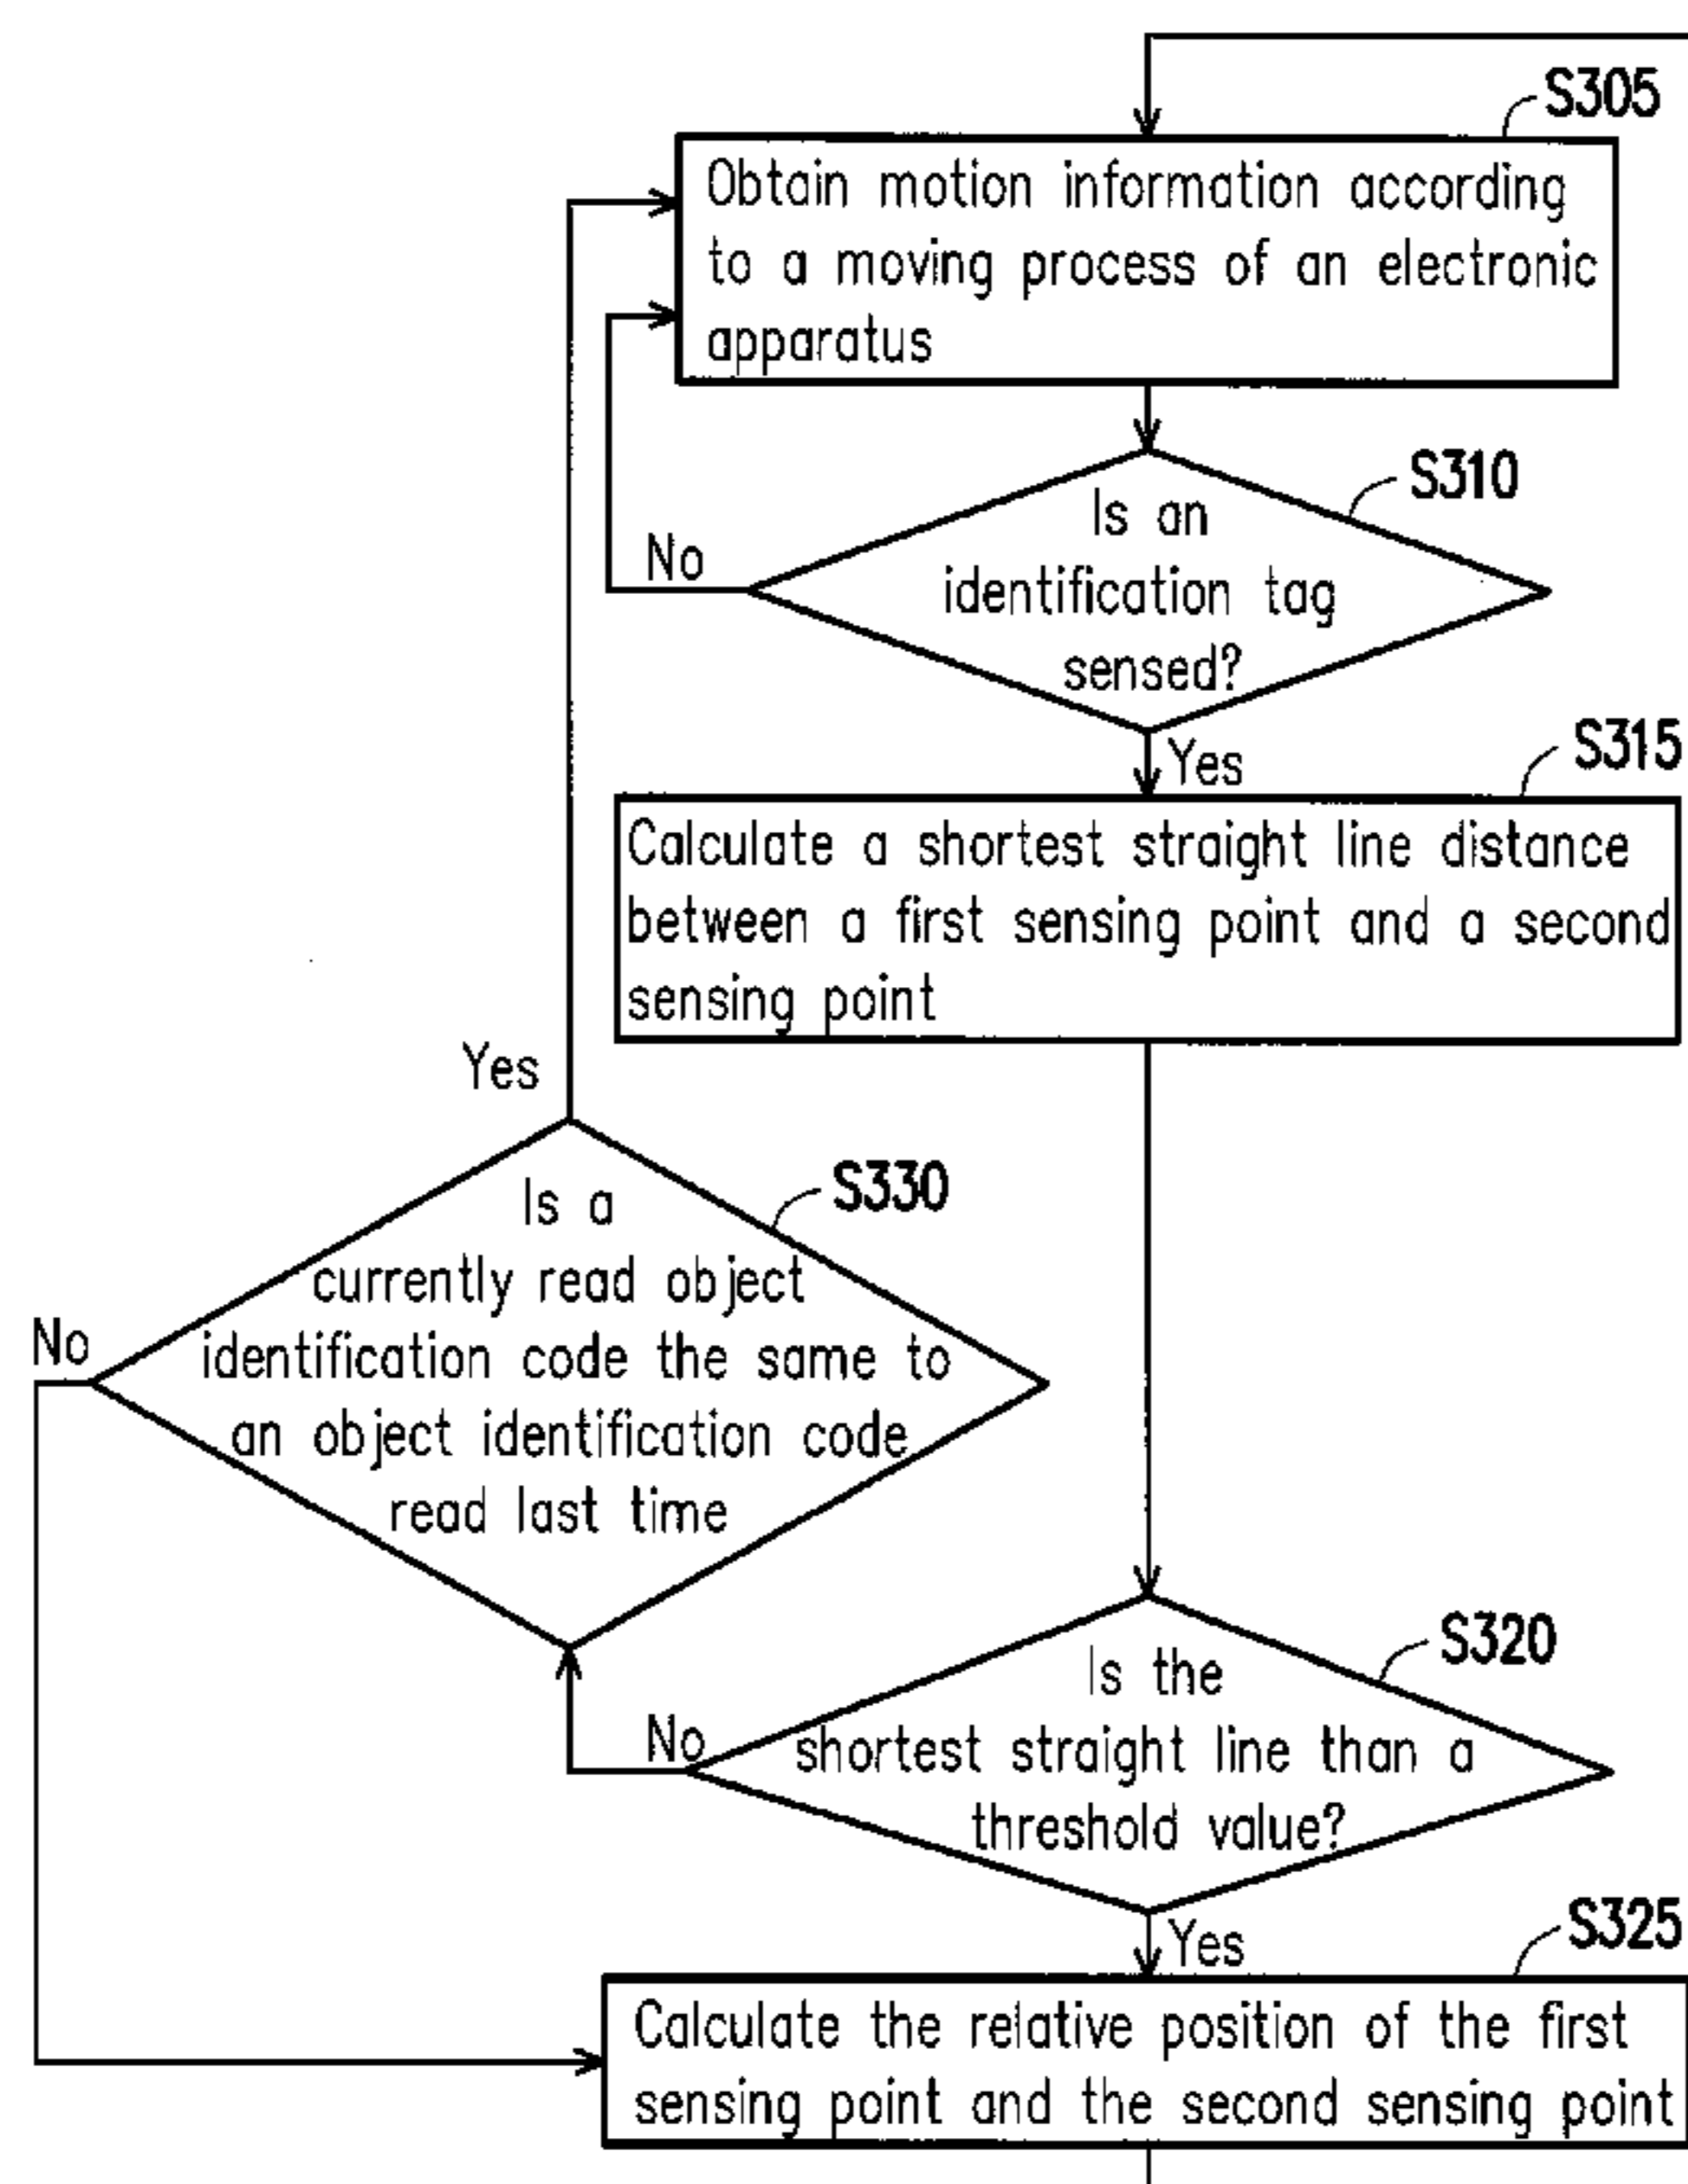 S305
Obtain motion information according
to a moving process of an electronic
apparatus
S310
Is an
identification tag
sensed?
No
Yes
S315
Calculate a shortest straight line distance
between a first sensing point and a second
sensing point
Yes
S330
Is a
currently read object
identification code the same to
an object identification code
read last time
No
S320
Is the
shortest straight line than a
threshold value?
No
Yes
S325
Calculate the relative position of the first
sensing point and the second sensing point